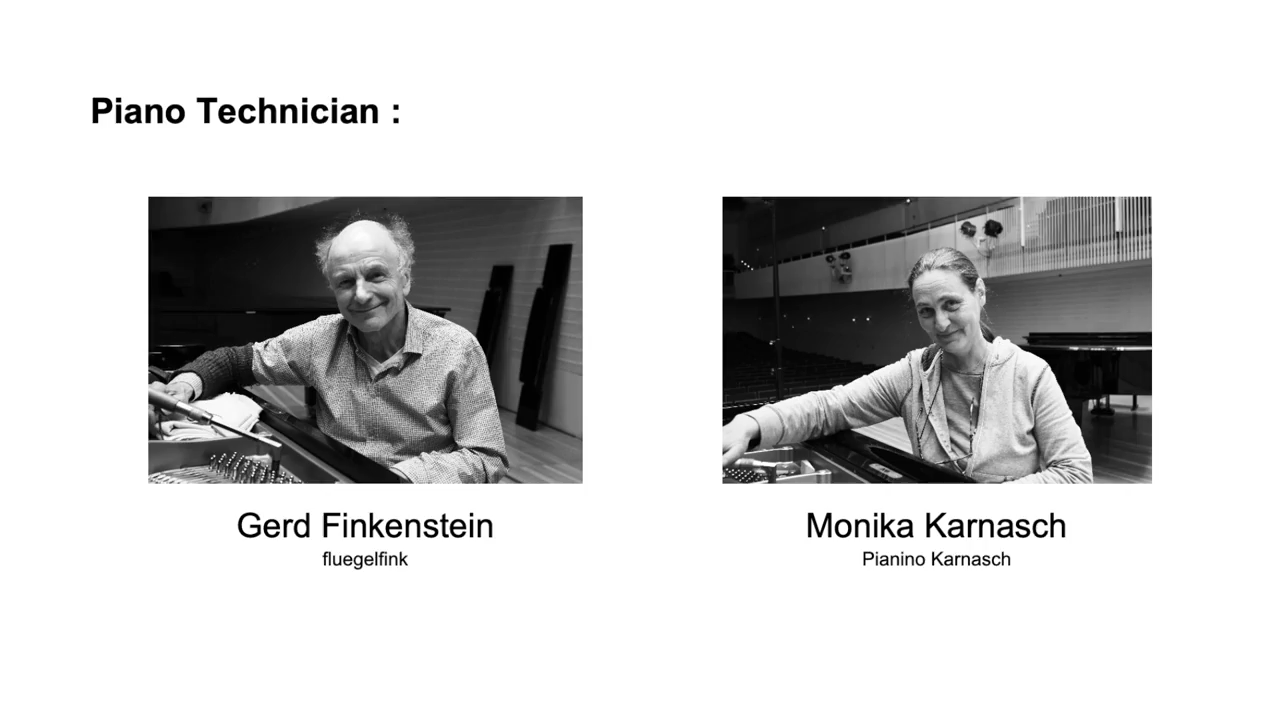 Piano Technician :
Gerd Finkenstein
fluegelfink
Monika Karnasch
Pianino Karnasch